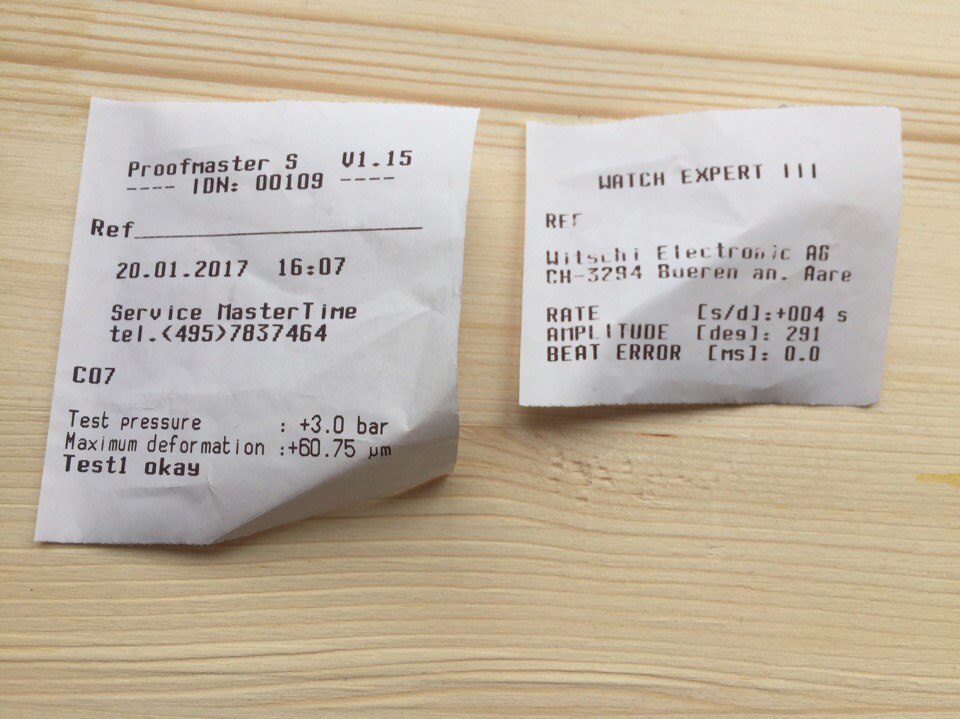 Proofmaster S V1.15
---- IDN: 00109 ----
Ref____________________
20.01.2017 16:07
Service MasterTime
tel.(495)7837464
C07
Test pressure : +3.0 bar
Maximum deformation :+60.75 µm
Test1 okay
WATCH EXPERT III
REF
Witschi Electronic AG
CH-3294 Bueren an. Aare
RATE [s/d]:+004 s
AMPLITUDE [deg]: 291
BEAT ERROR [ms]: 0.0